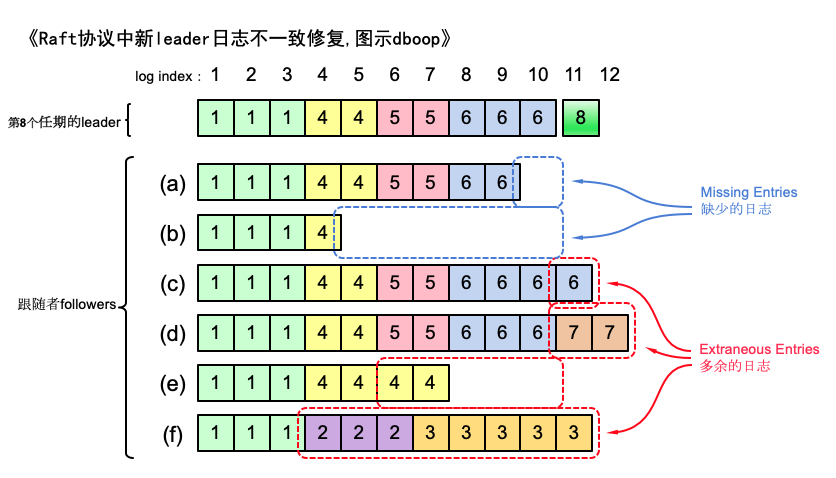 《Raft协议中新leader日志不一致修复,图示dboop》
log index : 1 2 3 4 5 6 7 8 9 10 11 12
第8个任期的leader 1 1 1 4 4 5 5 6 6 6 8
(a) 1 1 1 4 4 5 5 6 6
Missing Entries
缺少的日志
(b) 1 1 1 4
(c) 1 1 1 4 4 5 5 6 6 6 6
跟随者followers
(d) 1 1 1 4 4 5 5 6 6 6 7 7
Extraneous Entries
多余的日志
(e) 1 1 1 4 4 4 4
(f) 1 1 1 2 2 2 3 3 3 3 3